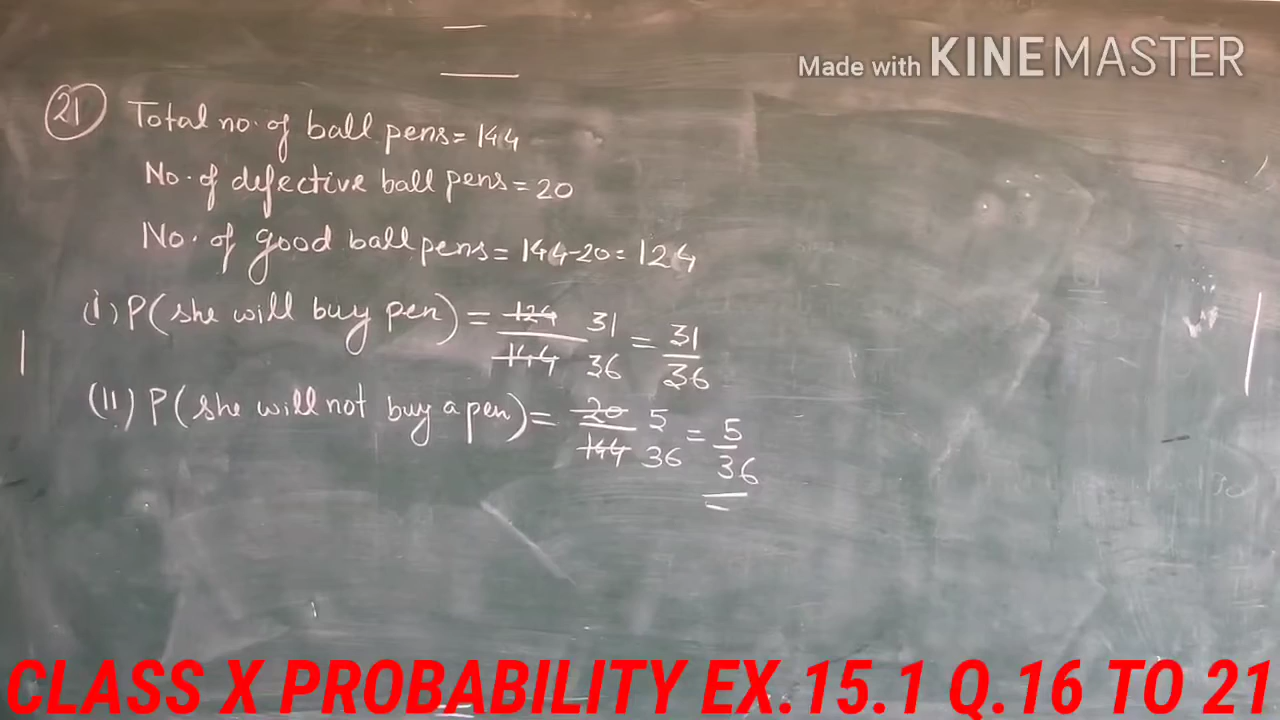 Made with KINEMASTER
21 Total no. of ball pens = 144
No. of defective ball pens = 20
No. of good ball pens = 144-20 = 124
(i) P( she will buy pen) = 124/144 31/36 = 31/36
(II) P( she will not buy a pen) = 20/144 5/36 = 5/36
CLASS X PROBABILITY EX.15.1 Q.16 TO 21